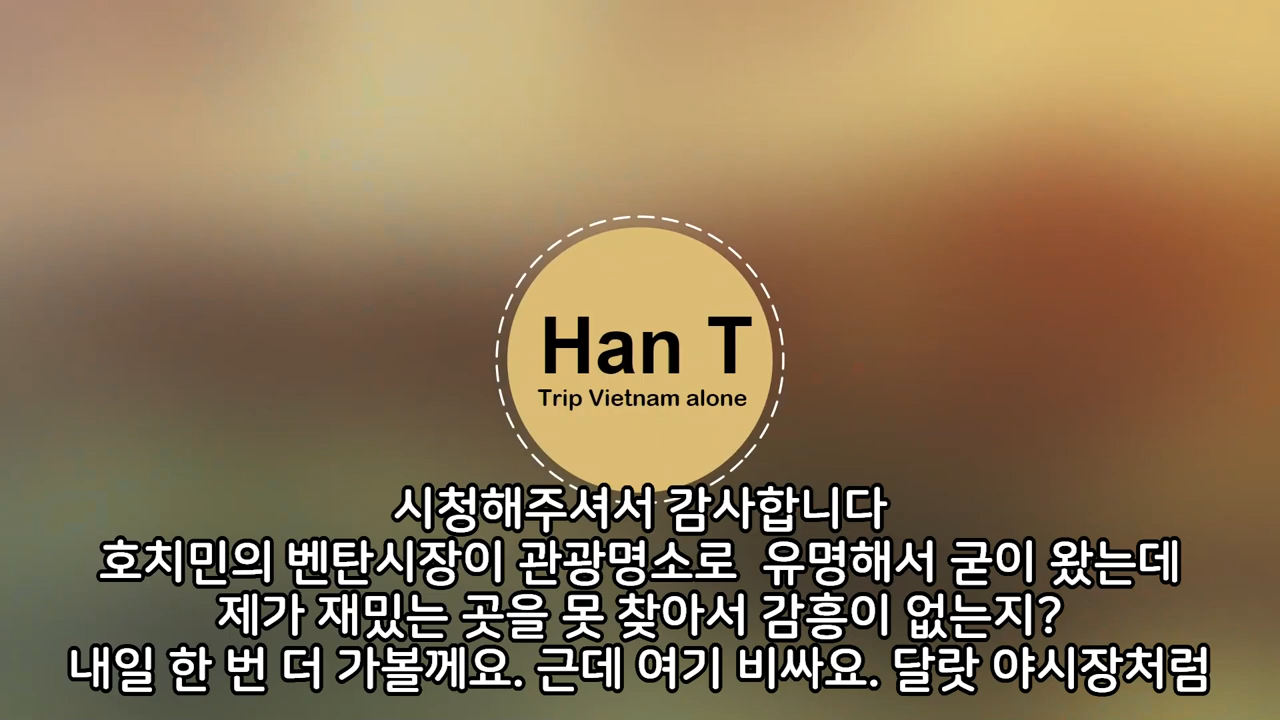 Han T
Trip Vietnam alone
시청해주셔서 감사합니다
호치민의 벤탄시장이 관광명소로 유명해서 굳이 왔는데
제가 재밌는 곳을 못 찾아서 감흥이 없는지?
내일 한 번 더 가볼께요. 근데 여기 비싸요. 달랏 야시장처럼